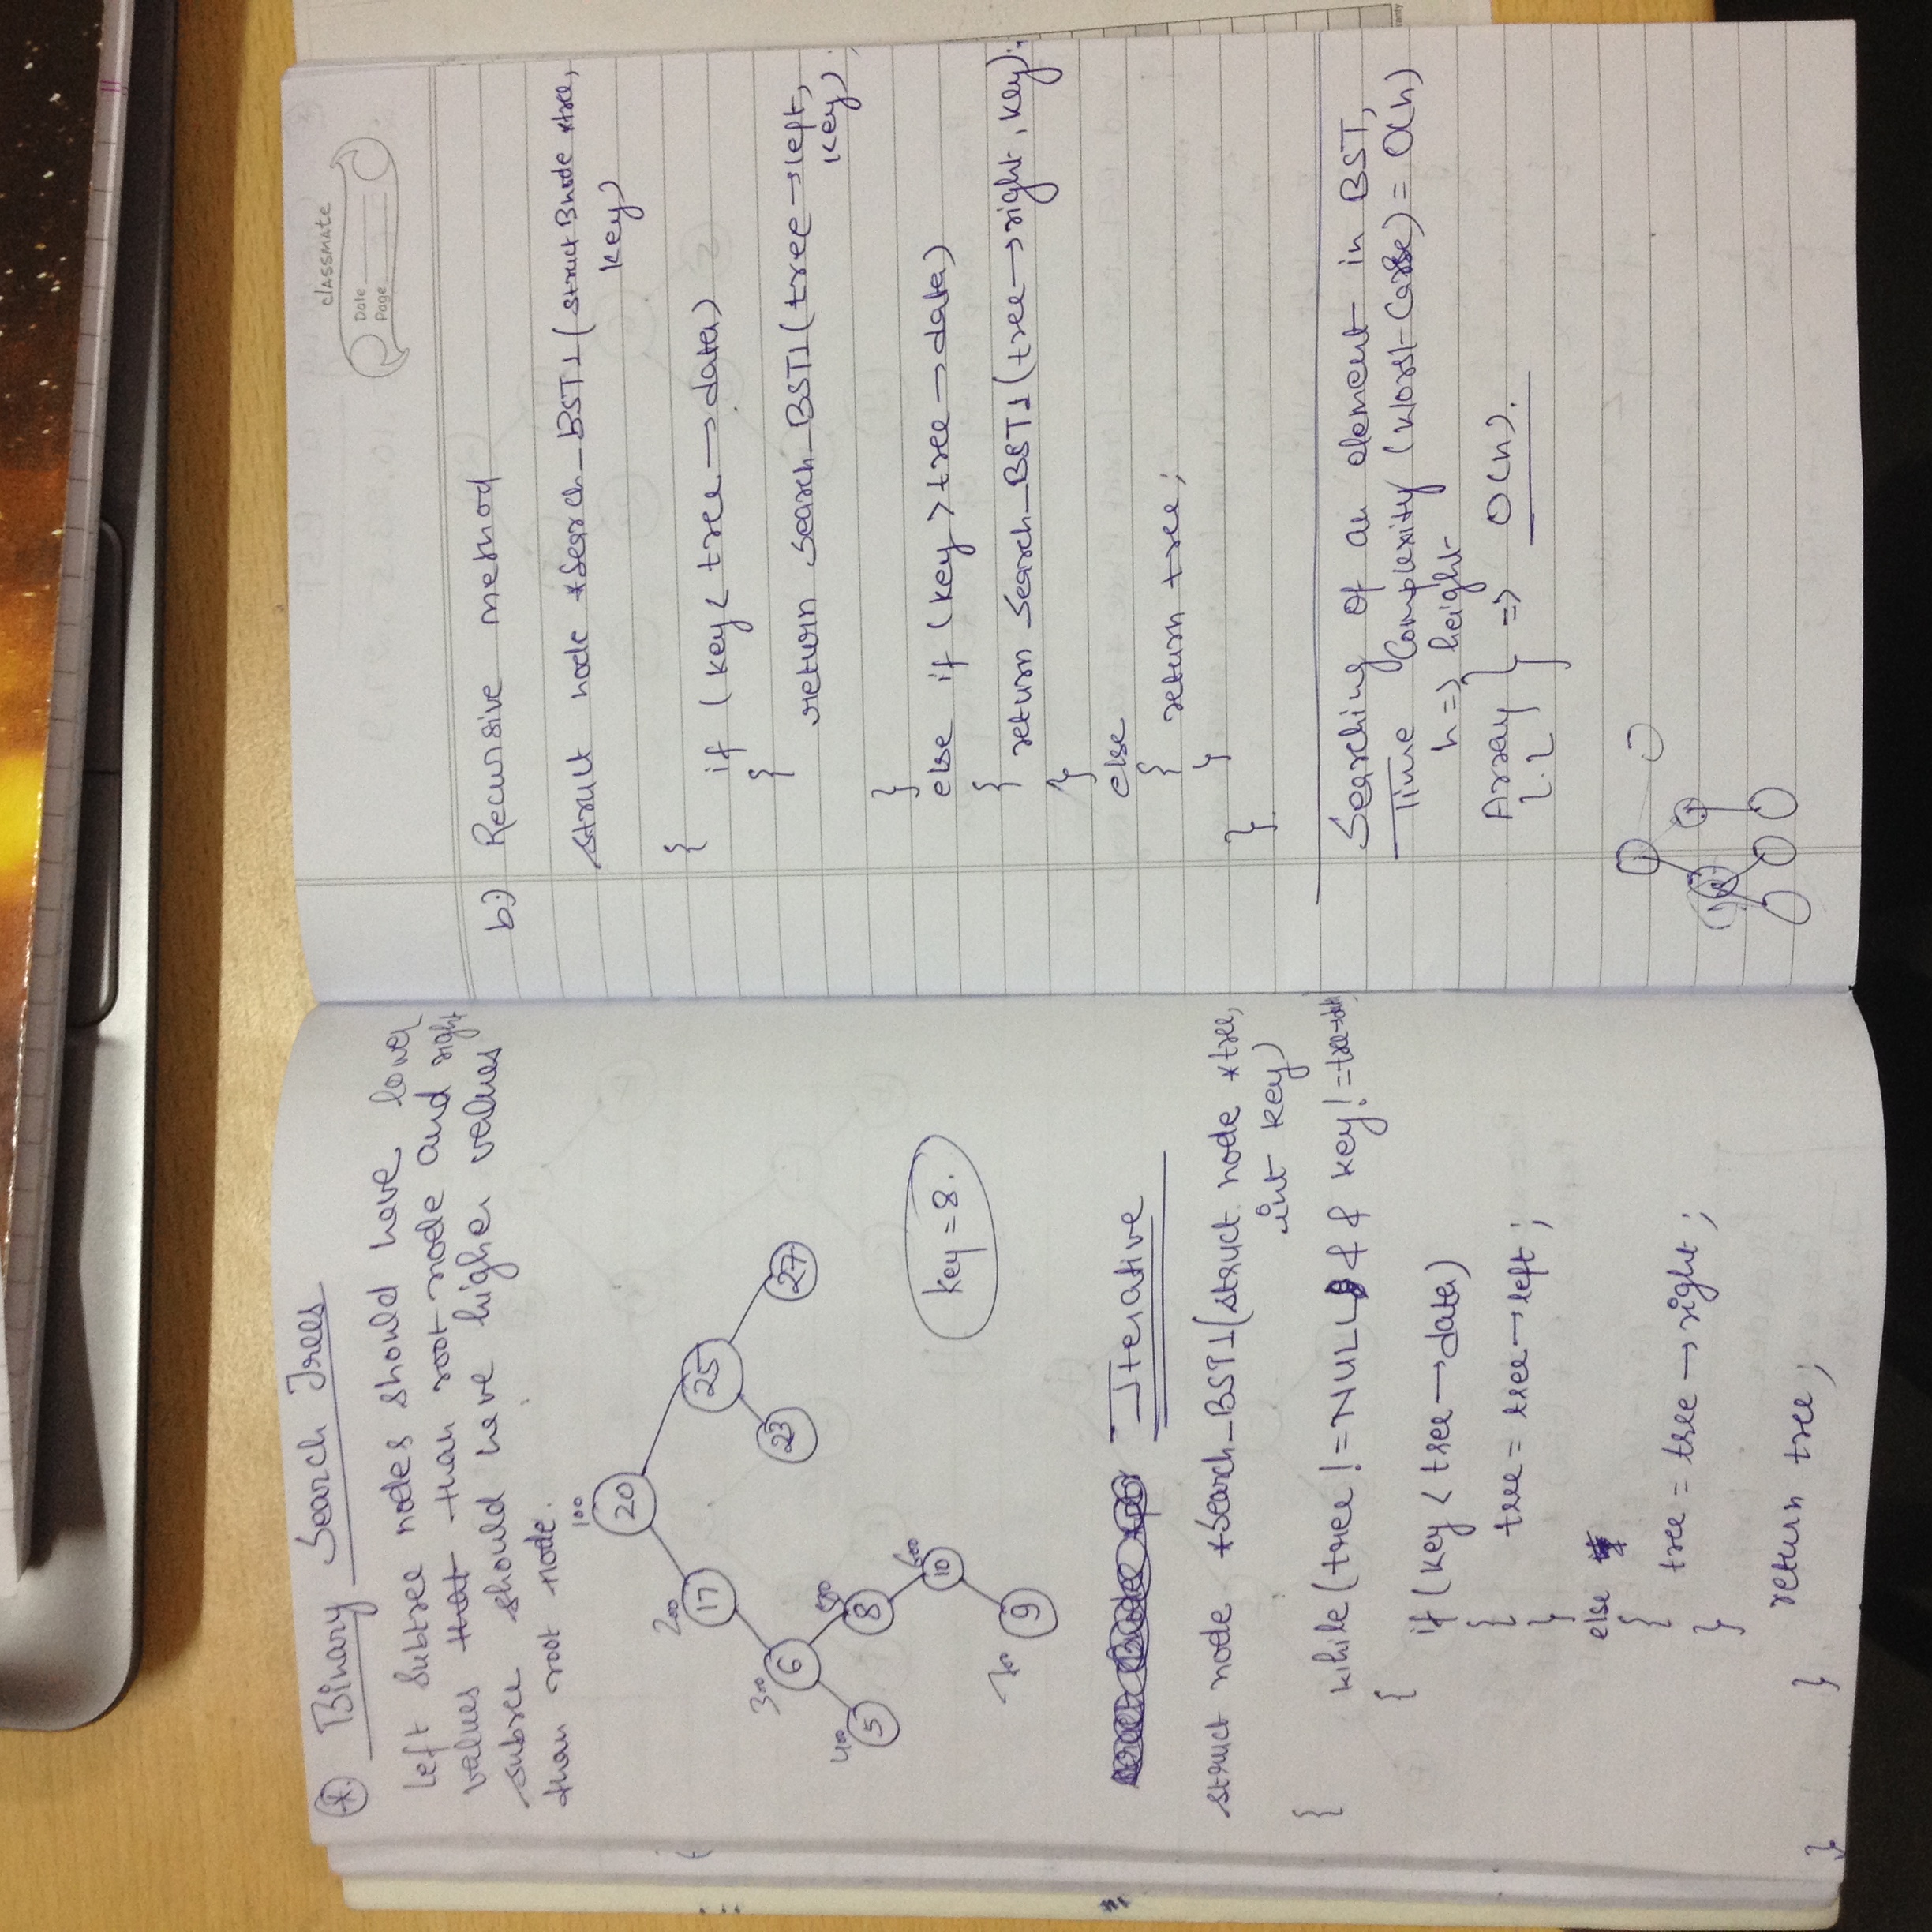 *. Binary Search Trees
left subtree nodes should have lower
values that than root node and right
subree should have higher values
than root node.
100
20
200
17
25
300
6
23
27
400
5
8
500
10
600
9
700
key = 8.
Iterative
struct node *Search_BST1(struct node *tree,
int key)
{
while (tree != NULL && key != tree→data)
{
if (key < tree→data)
{
tree = tree→left;
}
else
{
tree = tree→right;
}
}
return tree;
}
classmate
Date
Page
b) Recursive method
struct node *Search_BST1(struct Bnode *tree,
key)
{
if (key < tree→data)
{
return Search_BST1(tree→left,
key)
}
else if (key > tree→data)
{ return Search_BST1(tree→right, key);
}
else
{ return tree;
}
}
Searching of an element in BST,
Time Complexity (Worst Case) = O(h)
h => height
Array
L.L } => O(n).